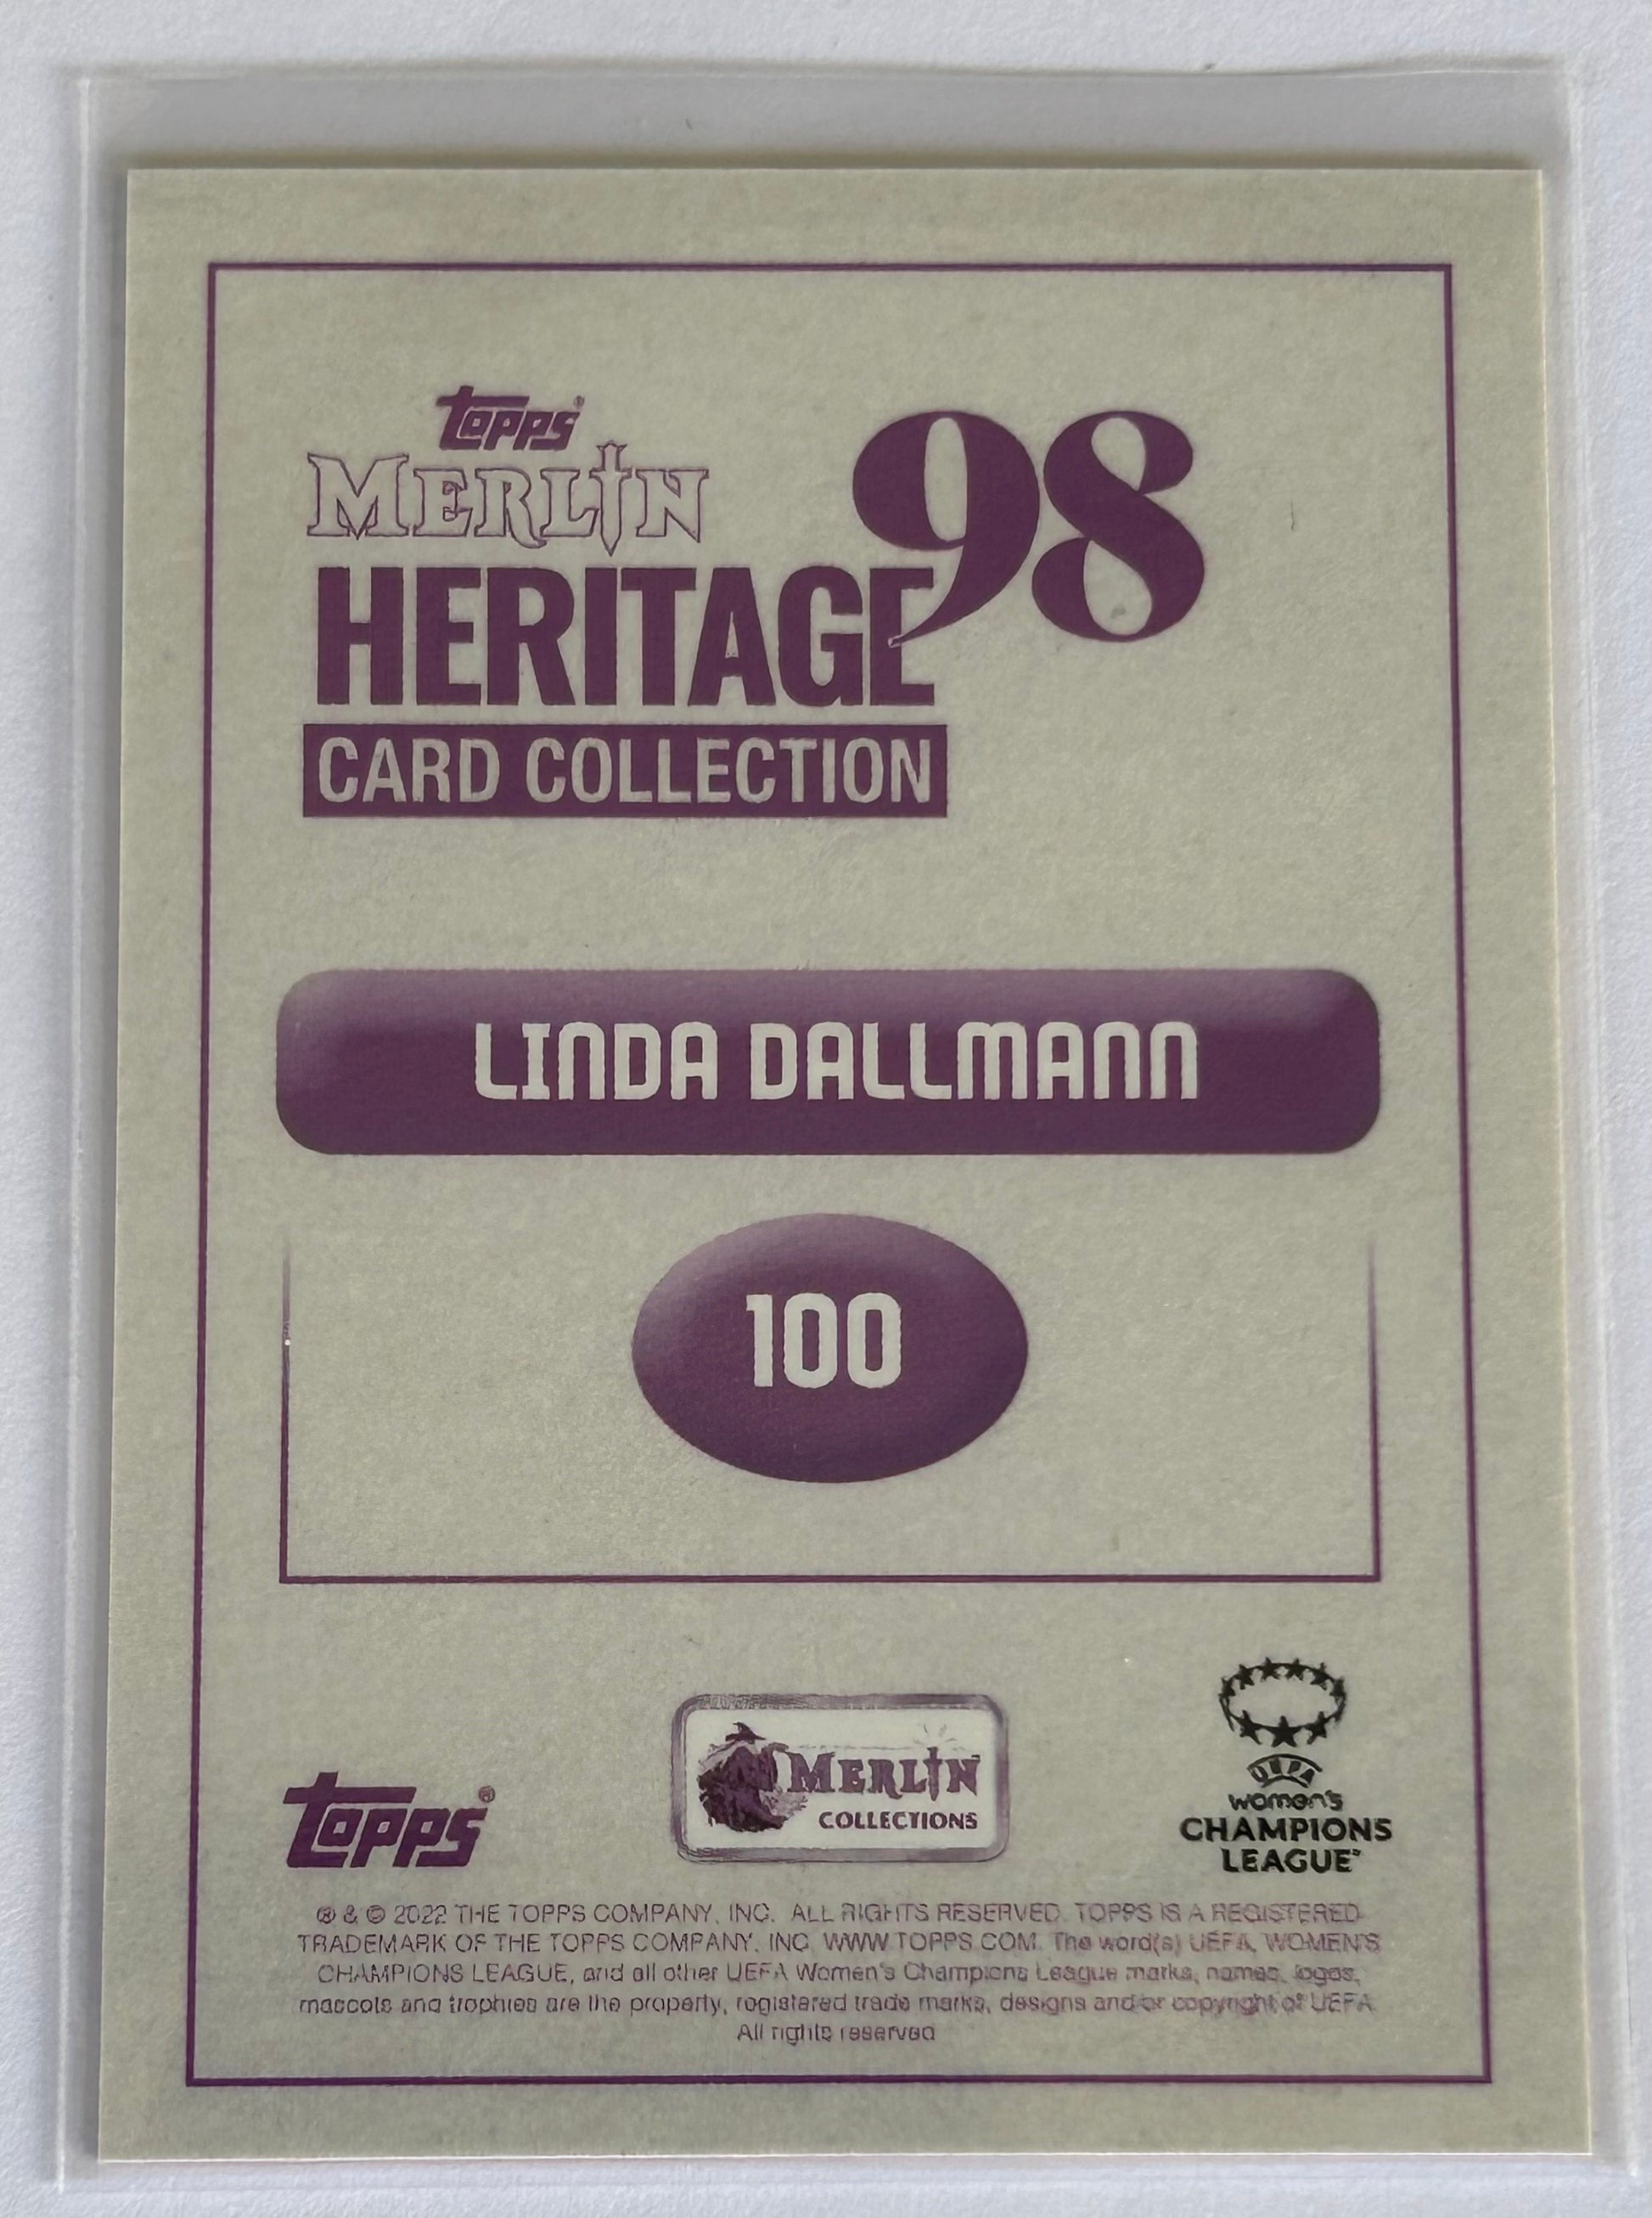 Topps®
MERLIN
HERITAGE 98
CARD COLLECTION
LINDA DALLMANN
100
Topps®
MERLIN
COLLECTIONS
UEFA
WOMEN'S
CHAMPIONS
LEAGUE™
® & © 2022 THE TOPPS COMPANY, INC. ALL RIGHTS RESERVED. TOPPS IS A REGISTERED
TRADEMARK OF THE TOPPS COMPANY, INC. WWW.TOPPS.COM. The word(s) UEFA, WOMEN'S
CHAMPIONS LEAGUE, and all other UEFA Women's Champions League marks, names, logos,
mascots and trophies are the property, registered trade marks, designs and/or copyright of UEFA.
All rights reserved